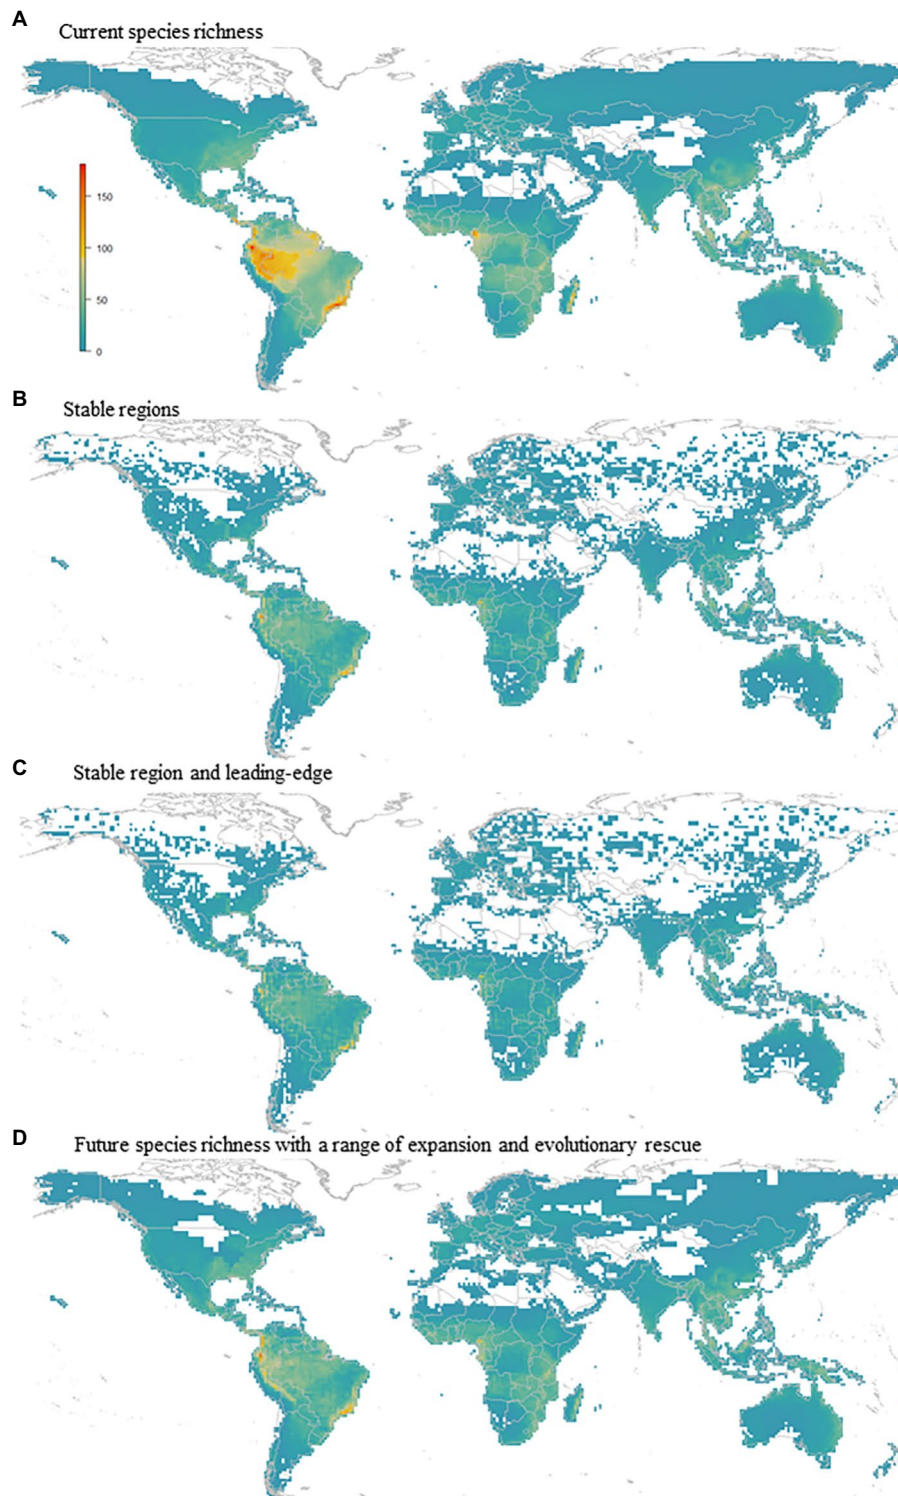 A
Current species richness
150
100
50
0
B
Stable regions
C
Stable region and leading-edge
D
Future species richness with a range of expansion and evolutionary rescue